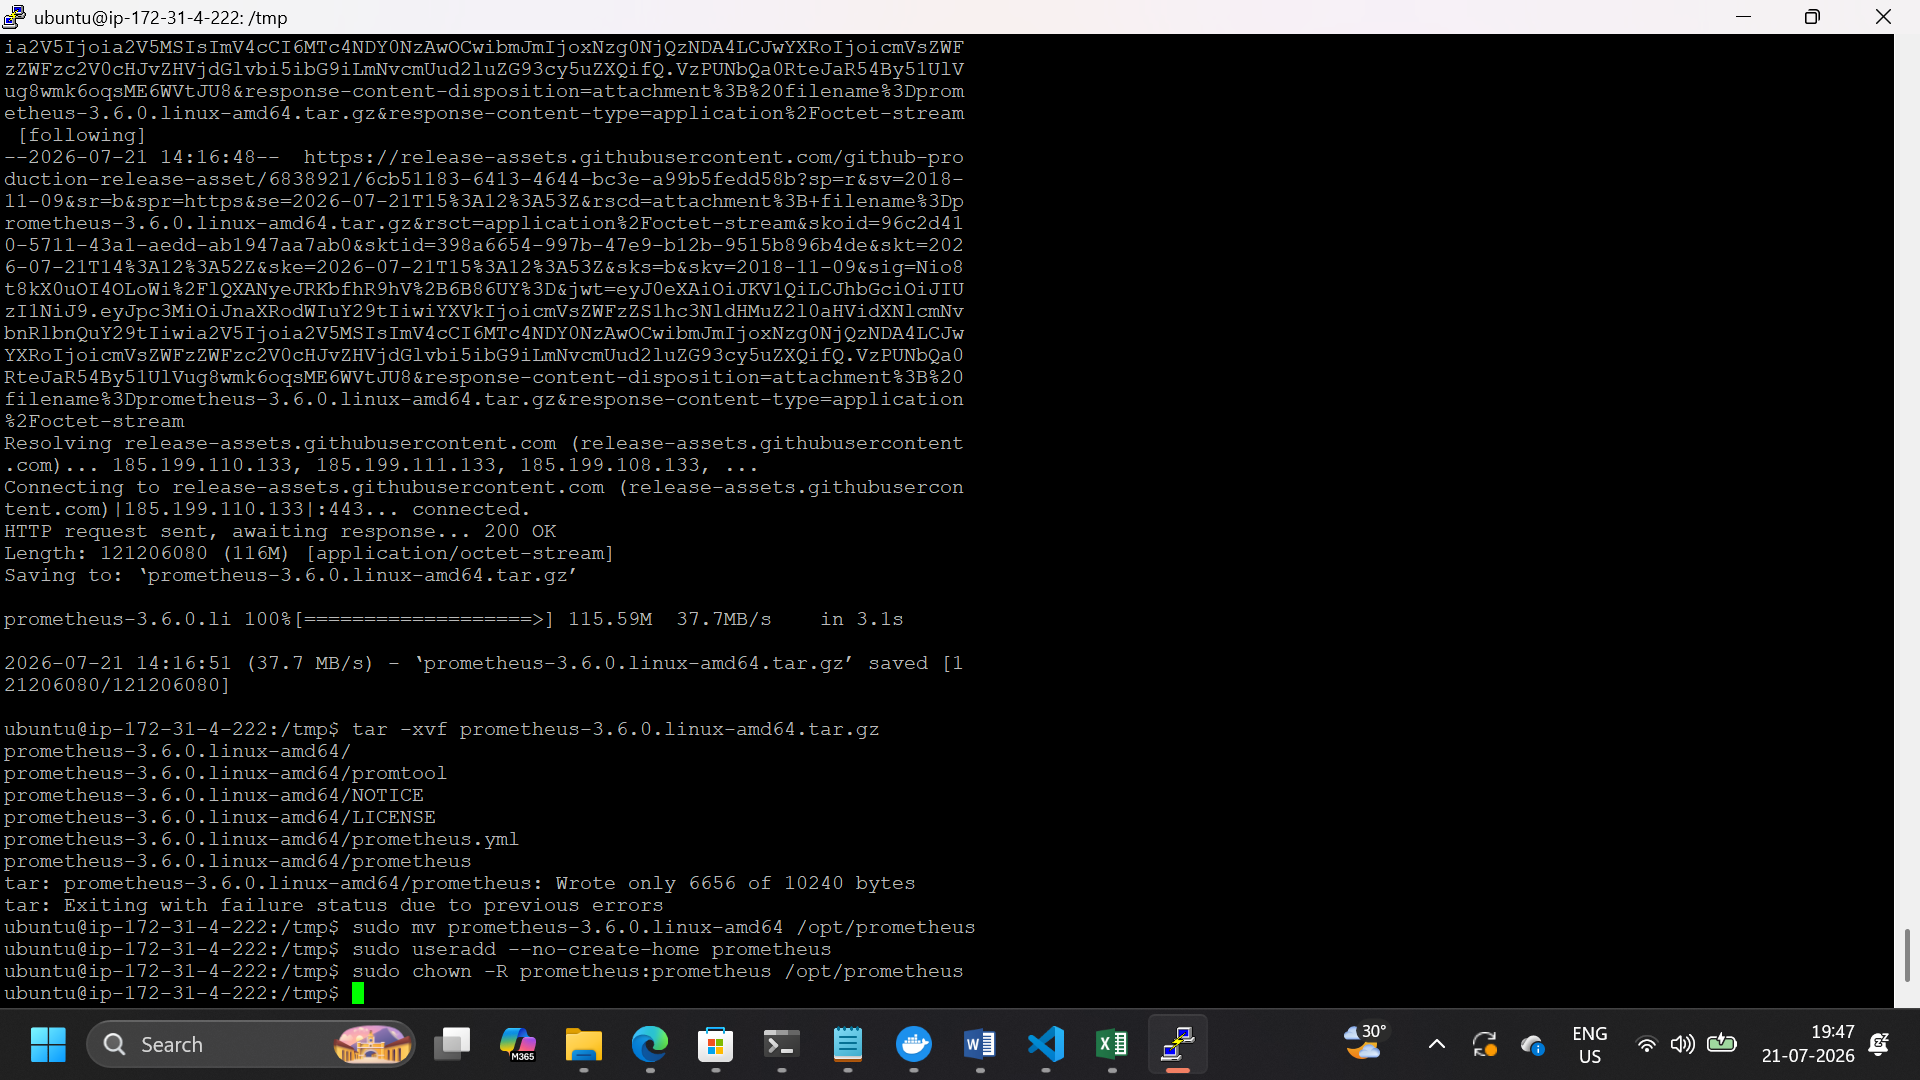 ubuntu@ip-172-31-4-222: /tmp
ia2V5Ijoia2V5MSIsImV4cCI6MTc4NDY0NzAwOCwibmJmIjoxNzg0NjQzNDA4LCJwYXRoIjoicmVsZWF
zZWFzc2V0cHJvZHVjdGlvbi5ibG9iLmNvcmUud2luZG93cy5uZXQifQ.VzPUNbQa0RteJaR54By51UlV
ug8wmk6oqsME6WVtJU8&response-content-disposition=attachment%3B%20filename%3Dprom
etheus-3.6.0.linux-amd64.tar.gz&response-content-type=application%2Foctet-stream
 [following]
--2026-07-21 14:16:48--  https://release-assets.githubusercontent.com/github-pro
duction-release-asset/6838921/6cb51183-6413-4644-bc3e-a99b5fedd58b?sp=r&sv=2018-
11-09&sr=b&spr=https&se=2026-07-21T15%3A12%3A53Z&rscd=attachment%3B+filename%3Dp
rometheus-3.6.0.linux-amd64.tar.gz&rsct=application%2Foctet-stream&skoid=96c2d41
0-5711-43a1-aedd-ab1947aa7ab0&sktid=398a6654-997b-47e9-b12b-9515b896b4de&skt=202
6-07-21T14%3A12%3A52Z&ske=2026-07-21T15%3A12%3A53Z&sks=b&skv=2018-11-09&sig=Nio8
t8kX0uOI4OLoWi%2FlQXANyeJRKbfhR9hV%2B6B86UY%3D&jwt=eyJ0eXAiOiJKV1QiLCJhbGciOiJIU
zI1NiJ9.eyJpc3MiOiJnaXRodWIuY29tIiwiYXVkIjoicmVsZWFzZS1hc3NldHMuZ2l0aHVidXNlcmNv
bnRlbnQuY29tIiwia2V5Ijoia2V5MSIsImV4cCI6MTc4NDY0NzAwOCwibmJmIjoxNzg0NjQzNDA4LCJw
YXRoIjoicmVsZWFzZWFzc2V0cHJvZHVjdGlvbi5ibG9iLmNvcmUud2luZG93cy5uZXQifQ.VzPUNbQa0
RteJaR54By51UlVug8wmk6oqsME6WVtJU8&response-content-disposition=attachment%3B%20
filename%3Dprometheus-3.6.0.linux-amd64.tar.gz&response-content-type=application
%2Foctet-stream
Resolving release-assets.githubusercontent.com (release-assets.githubusercontent
.com)... 185.199.110.133, 185.199.111.133, 185.199.108.133, ...
Connecting to release-assets.githubusercontent.com (release-assets.githubusercon
tent.com)|185.199.110.133|:443... connected.
HTTP request sent, awaiting response... 200 OK
Length: 121206080 (116M) [application/octet-stream]
Saving to: ‘prometheus-3.6.0.linux-amd64.tar.gz’
prometheus-3.6.0.li 100%[===================>] 115.59M  37.7MB/s    in 3.1s
2026-07-21 14:16:51 (37.7 MB/s) - ‘prometheus-3.6.0.linux-amd64.tar.gz’ saved [1
21206080/121206080]
ubuntu@ip-172-31-4-222:/tmp$ tar -xvf prometheus-3.6.0.linux-amd64.tar.gz
prometheus-3.6.0.linux-amd64/
prometheus-3.6.0.linux-amd64/promtool
prometheus-3.6.0.linux-amd64/NOTICE
prometheus-3.6.0.linux-amd64/LICENSE
prometheus-3.6.0.linux-amd64/prometheus.yml
prometheus-3.6.0.linux-amd64/prometheus
tar: prometheus-3.6.0.linux-amd64/prometheus: Wrote only 6656 of 10240 bytes
tar: Exiting with failure status due to previous errors
ubuntu@ip-172-31-4-222:/tmp$ sudo mv prometheus-3.6.0.linux-amd64 /opt/prometheus
ubuntu@ip-172-31-4-222:/tmp$ sudo useradd --no-create-home prometheus
ubuntu@ip-172-31-4-222:/tmp$ sudo chown -R prometheus:prometheus /opt/prometheus
ubuntu@ip-172-31-4-222:/tmp$
Search
M365
30°
ENG
US
19:47
21-07-2026